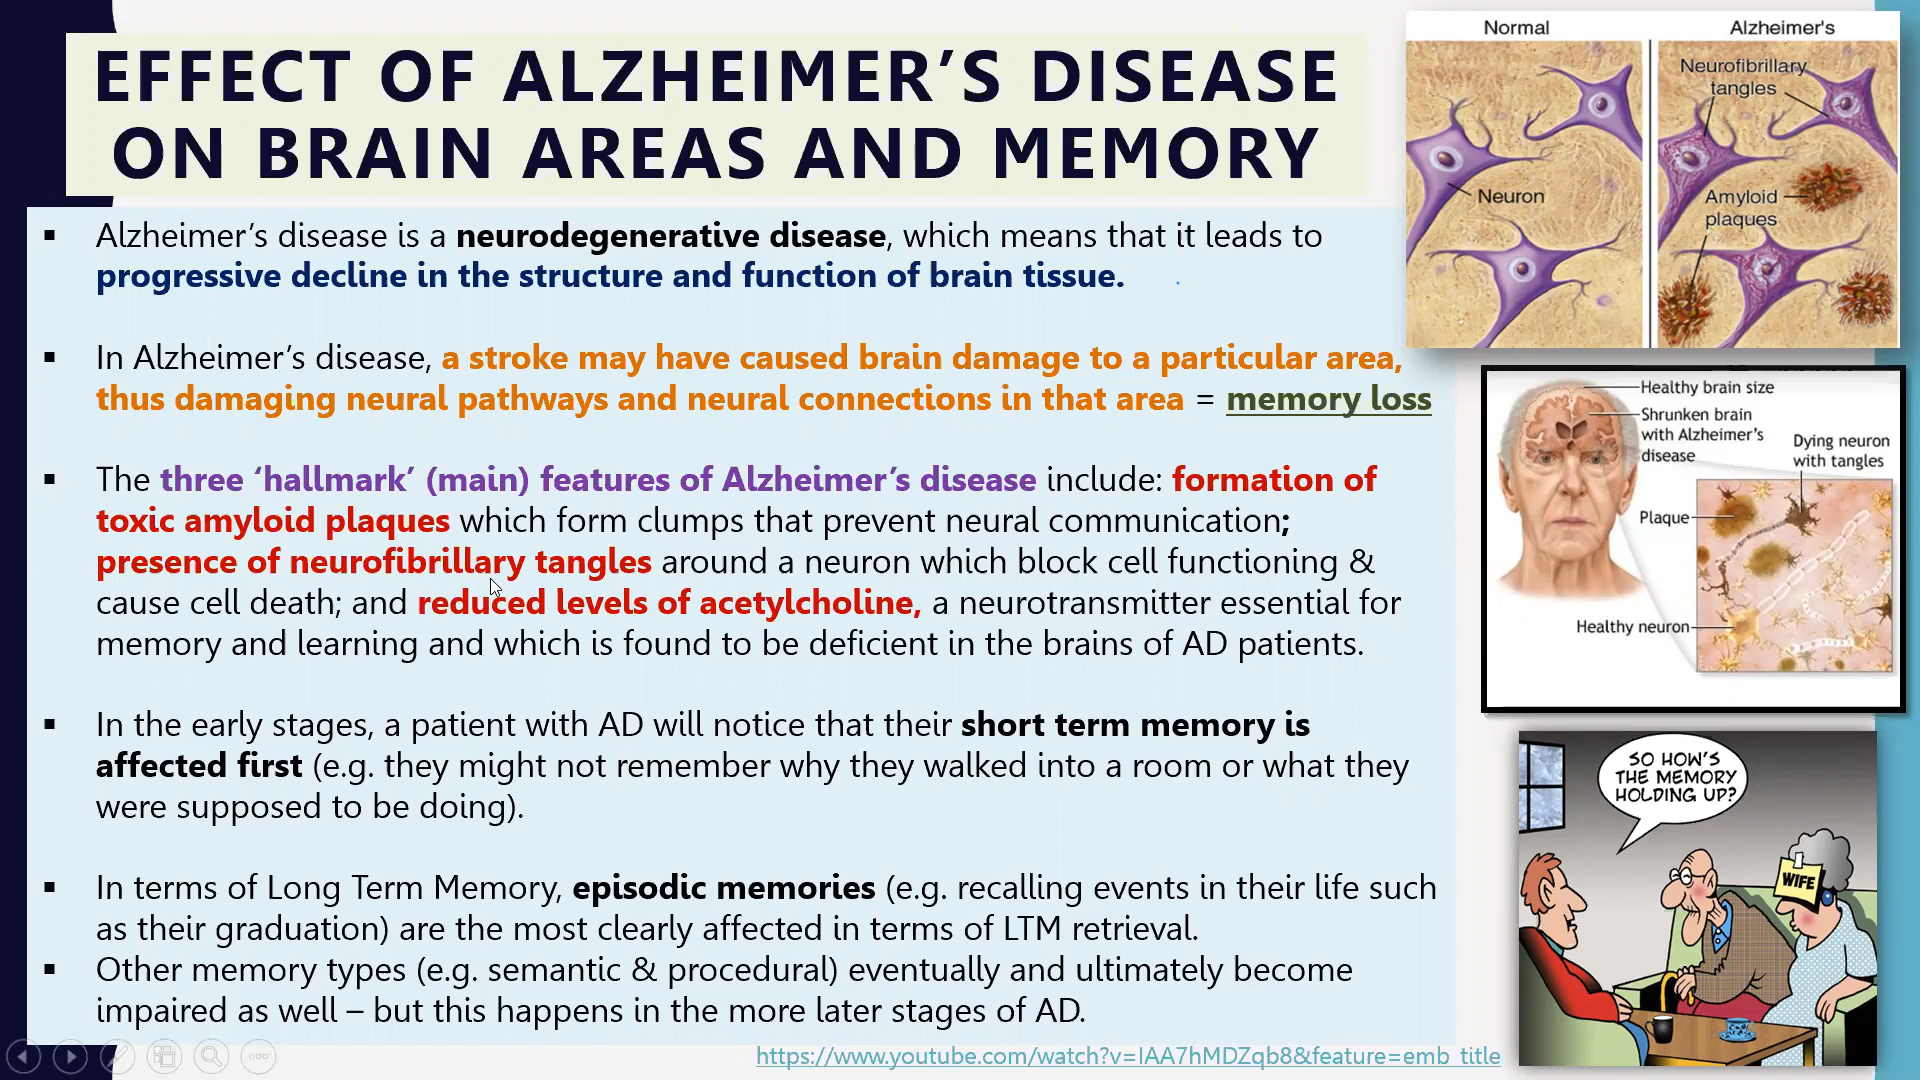 EFFECT OF ALZHEIMER’S DISEASE
ON BRAIN AREAS AND MEMORY
▪ Alzheimer’s disease is a neurodegenerative disease, which means that it leads to
progressive decline in the structure and function of brain tissue.
▪ In Alzheimer’s disease, a stroke may have caused brain damage to a particular area,
thus damaging neural pathways and neural connections in that area = memory loss
▪ The three ‘hallmark’ (main) features of Alzheimer’s disease include: formation of
toxic amyloid plaques which form clumps that prevent neural communication;
presence of neurofibrillary tangles around a neuron which block cell functioning &
cause cell death; and reduced levels of acetylcholine, a neurotransmitter essential for
memory and learning and which is found to be deficient in the brains of AD patients.
▪ In the early stages, a patient with AD will notice that their short term memory is
affected first (e.g. they might not remember why they walked into a room or what they
were supposed to be doing).
▪ In terms of Long Term Memory, episodic memories (e.g. recalling events in their life such
as their graduation) are the most clearly affected in terms of LTM retrieval.
▪ Other memory types (e.g. semantic & procedural) eventually and ultimately become
impaired as well – but this happens in the more later stages of AD.
https://www.youtube.com/watch?v=IAA7hMDZqb8&feature=emb_title
Normal
Alzheimer's
Neurofibrillary
tangles
Neuron
Amyloid
plaques
Healthy brain size
Shrunken brain
with Alzheimer’s
disease
Dying neuron
with tangles
Plaque
Healthy neuron
SO HOW'S
THE MEMORY
HOLDING UP?
WIFE